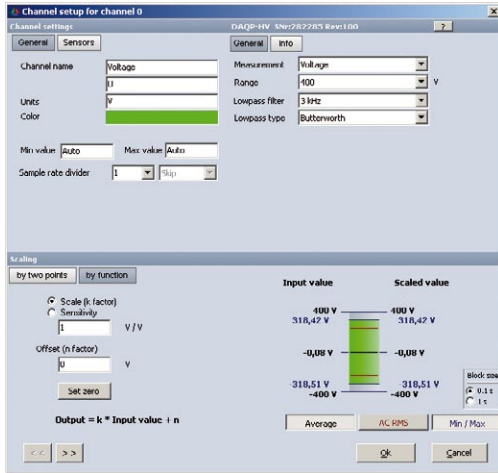 Channel setup for channel 0
Channel settings
DAQP-HV SNr:282285 Rev:1.00
?
General Sensors
General Info
Channel name Voltage
U
Units V
Color
Measurement Voltage
Range 400 V
Lowpass filter 3 kHz
Lowpass type Butterworth
Min value Auto Max value Auto
Sample rate divider 1 Skip
Scaling
by two points by function
Scale (k factor)
Sensitivity
1 V / V
Offset (n factor)
0 V
Set zero
Output = k * Input value + n
<< >>
Input value Scaled value
400 V 400 V
318,42 V 318,42 V
-0,08 V -0,08 V
-318,51 V -318,51 V
-400 V -400 V
Block size
0.1 s
1 s
Average AC RMS Min / Max
Ok Cancel